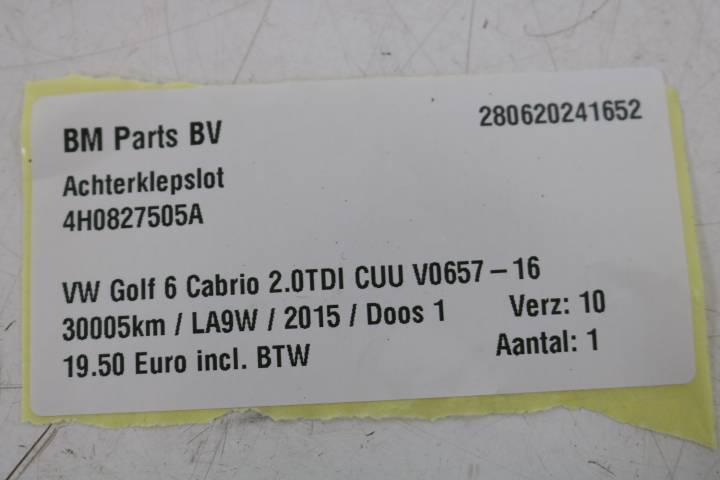 BM Parts BV 280620241652
Achterklepslot
4H0827505A
VW Golf 6 Cabrio 2.0TDI CUU V0657-16
30005km / LA9W / 2015 / Doos 1 Verz: 10
19.50 Euro incl. BTW Aantal: 1